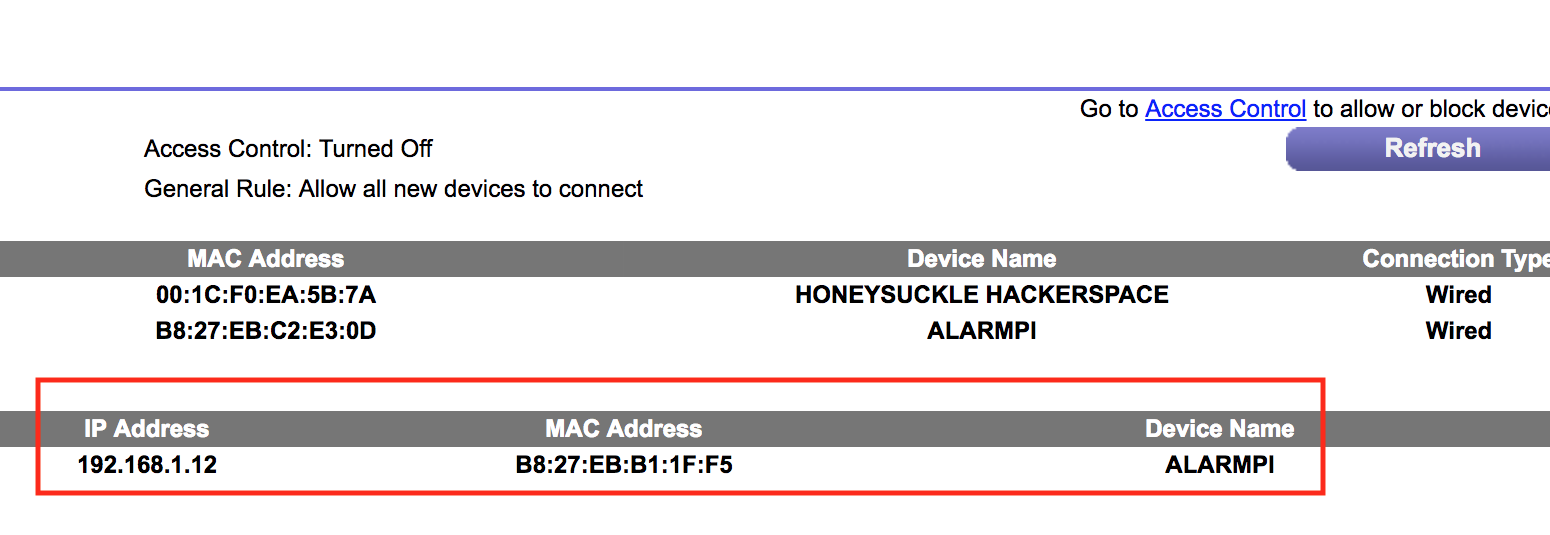 Go to Access Control to allow or block
Access Control: Turned Off
Refresh
General Rule: Allow all new devices to connect
MAC Address Device Name Connection Type
00:1C:F0:EA:5B:7A HONEYSUCKLE HACKERSPACE Wired
B8:27:EB:C2:E3:0D ALARMPI Wired
IP Address MAC Address Device Name
192.168.1.12 B8:27:EB:B1:1F:F5 ALARMPI